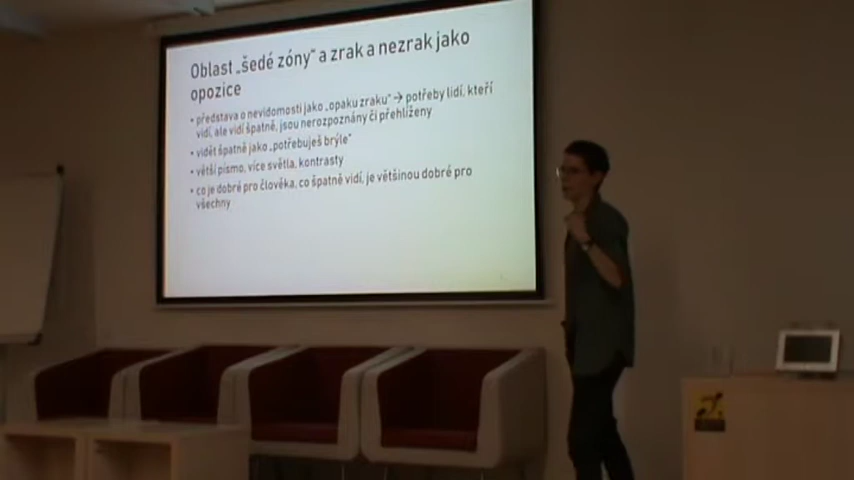 Oblast „šedé zóny“ a zrak a nezrak jako
opozice
• představa o nevidomosti jako „opaku zraku“ → potřeby lidí, kteří
vidí, ale vidí špatně, jsou nerozpoznány či přehlíženy
• vidět špatně jako „potřebuješ brýle“
• větší písmo, více světla, kontrasty
• co je dobré pro člověka, co špatně vidí, je většinou dobré pro
všechny